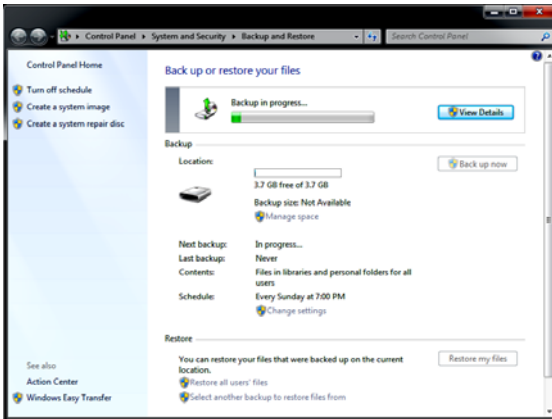 Control Panel ▸ System and Security ▸ Backup and Restore
Search Control Panel
Control Panel Home
Turn off schedule
Create a system image
Create a system repair disc
Back up or restore your files
Backup in progress...
View Details
Backup
Location:
Back up now
3.7 GB free of 3.7 GB
Backup size: Not Available
Manage space
Next backup: In progress...
Last backup: Never
Contents: Files in libraries and personal folders for all
users
Schedule: Every Sunday at 7:00 PM
Change settings
Restore
You can restore your files that were backed up on the current
location.
Restore my files
Restore all users' files
Select another backup to restore files from
See also
Action Center
Windows Easy Transfer